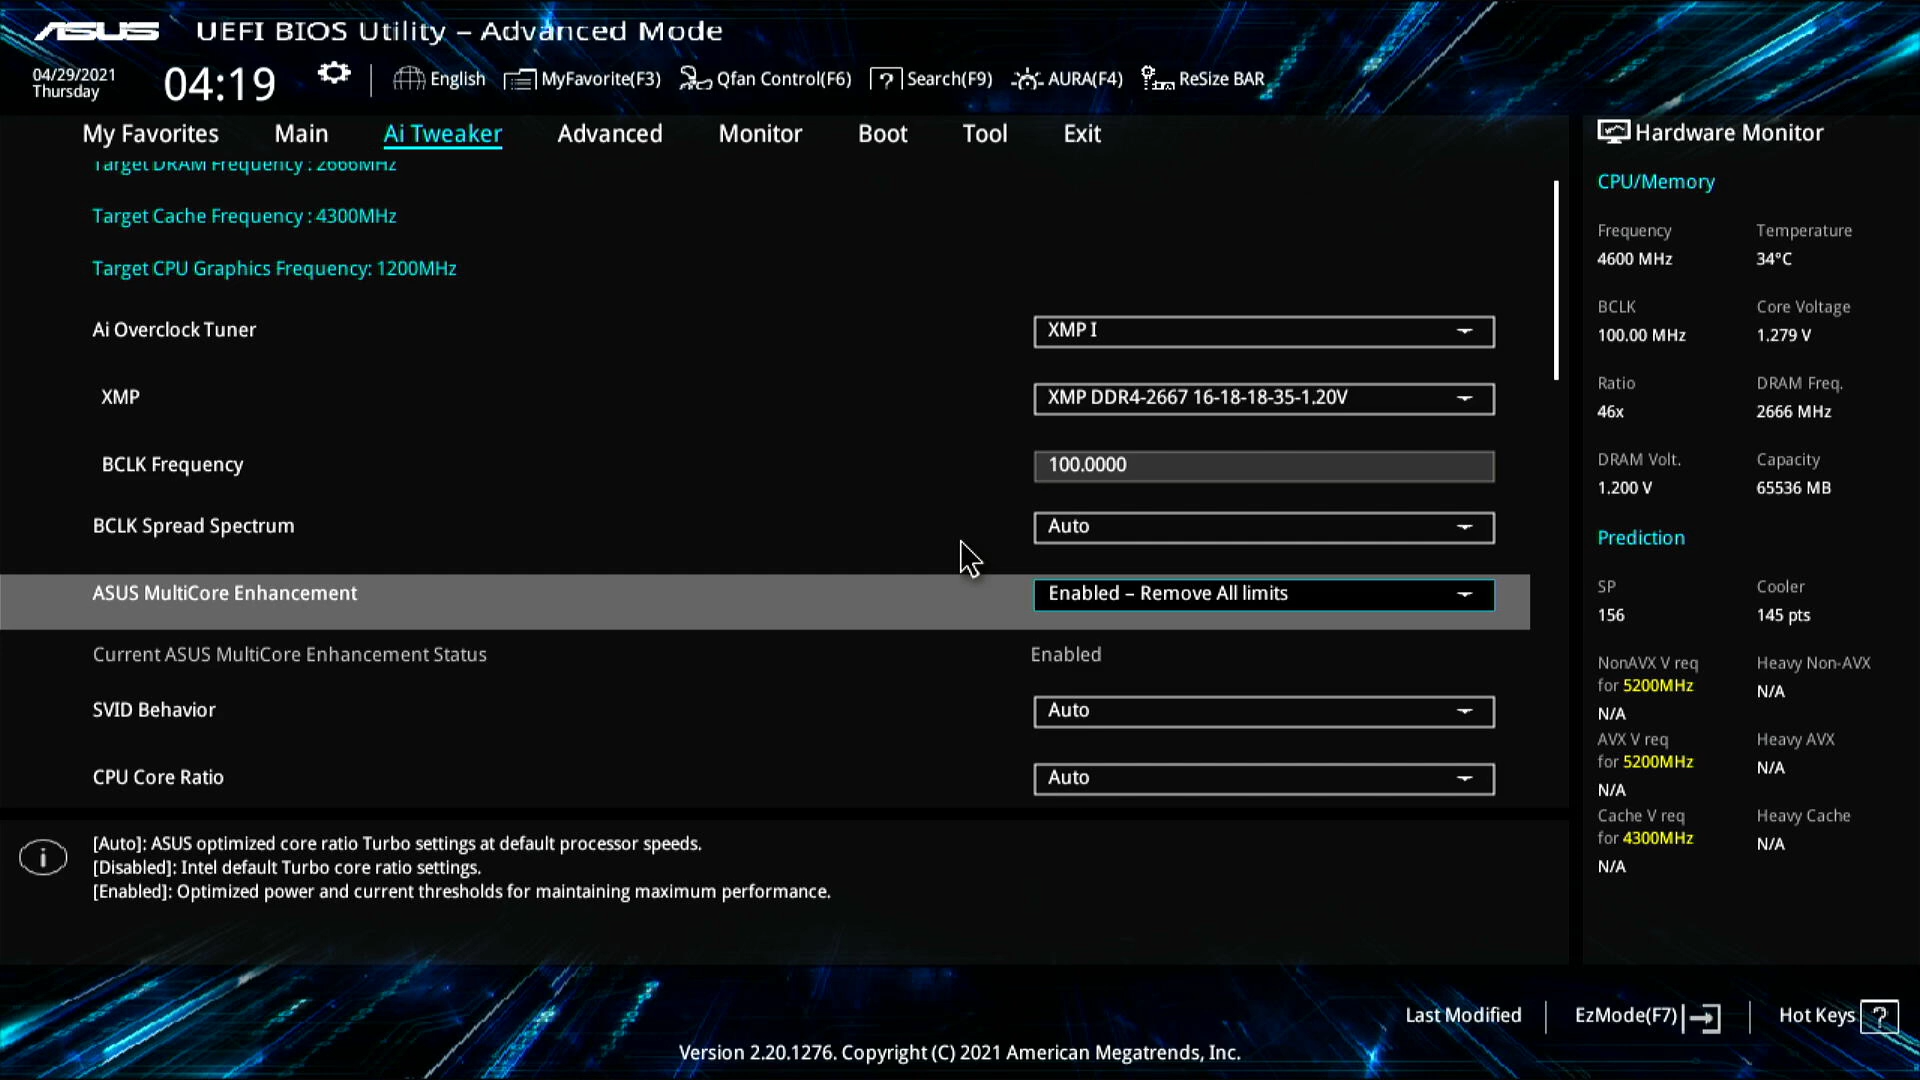 ASUS UEFI BIOS Utility – Advanced Mode
04/29/2021
Thursday
04:19
English
MyFavorite(F3)
Qfan Control(F6)
? Search(F9)
AURA(F4)
ReSize BAR
My Favorites
Main
Ai Tweaker
Advanced
Monitor
Boot
Tool
Exit
Target DRAM Frequency : 2666MHz
Target Cache Frequency : 4300MHz
Target CPU Graphics Frequency: 1200MHz
Ai Overclock Tuner
XMP I
XMP
XMP DDR4-2667 16-18-18-35-1.20V
BCLK Frequency
100.0000
BCLK Spread Spectrum
Auto
ASUS MultiCore Enhancement
Enabled – Remove All limits
Current ASUS MultiCore Enhancement Status
Enabled
SVID Behavior
Auto
CPU Core Ratio
Auto
i
[Auto]: ASUS optimized core ratio Turbo settings at default processor speeds.
[Disabled]: Intel default Turbo core ratio settings.
[Enabled]: Optimized power and current thresholds for maintaining maximum performance.
Hardware Monitor
CPU/Memory
Frequency
4600 MHz
Temperature
34°C
BCLK
100.00 MHz
Core Voltage
1.279 V
Ratio
46x
DRAM Freq.
2666 MHz
DRAM Volt.
1.200 V
Capacity
65536 MB
Prediction
SP
156
Cooler
145 pts
NonAVX V req
for 5200MHz
N/A
Heavy Non-AVX
N/A
AVX V req
for 5200MHz
N/A
Heavy AVX
N/A
Cache V req
for 4300MHz
N/A
Heavy Cache
N/A
Last Modified
EzMode(F7)
Hot Keys ?
Version 2.20.1276. Copyright (C) 2021 American Megatrends, Inc.